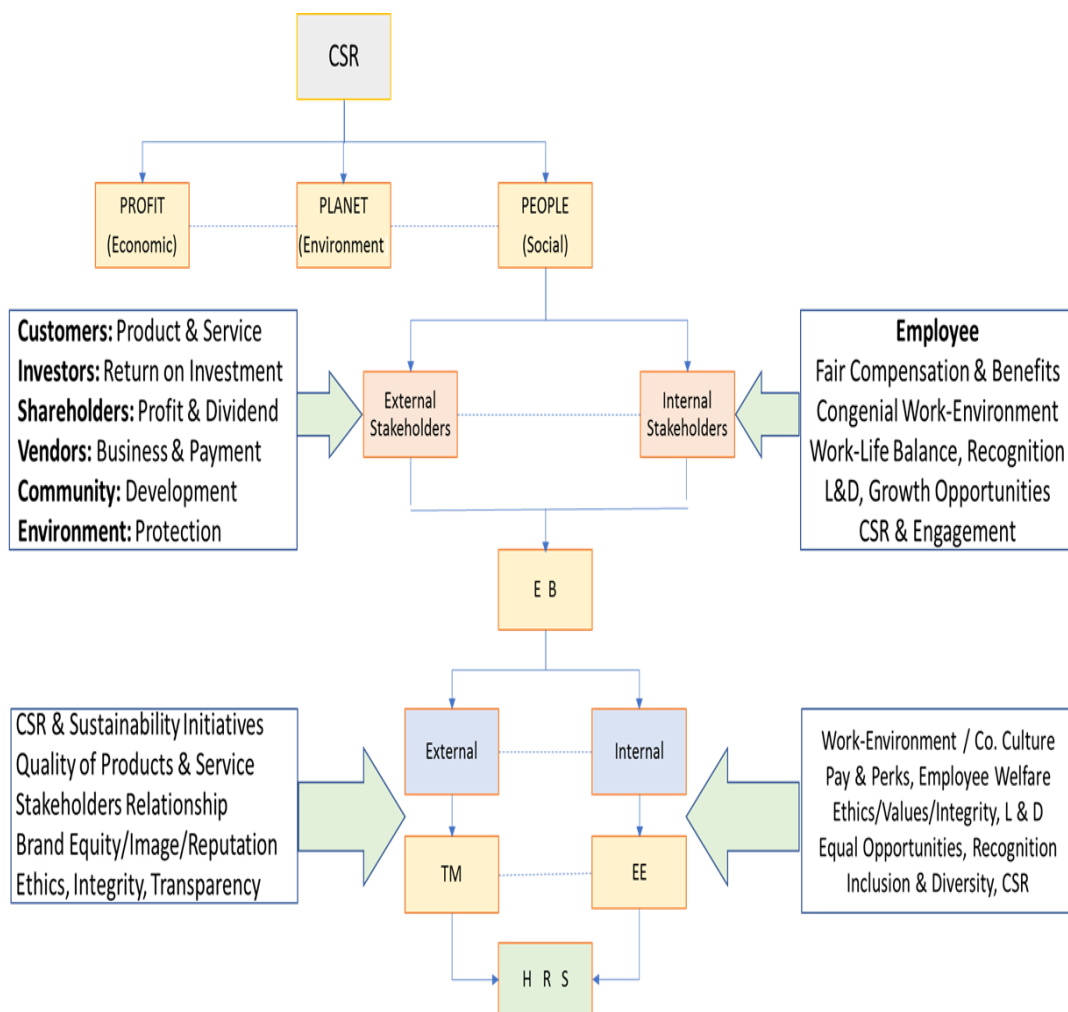 CSR
PROFIT
(Economic)
PLANET
(Environment
PEOPLE
(Social)
Customers: Product & Service
Investors: Return on Investment
Shareholders: Profit & Dividend
Vendors: Business & Payment
Community: Development
Environment: Protection
External
Stakeholders
Internal
Stakeholders
Employee
Fair Compensation & Benefits
Congenial Work-Environment
Work-Life Balance, Recognition
L&D, Growth Opportunities
CSR & Engagement
E B
CSR & Sustainability Initiatives
Quality of Products & Service
Stakeholders Relationship
Brand Equity/Image/Reputation
Ethics, Integrity, Transparency
External
Internal
TM
EE
Work-Environment / Co. Culture
Pay & Perks, Employee Welfare
Ethics/Values/Integrity, L & D
Equal Opportunities, Recognition
Inclusion & Diversity, CSR
H R S